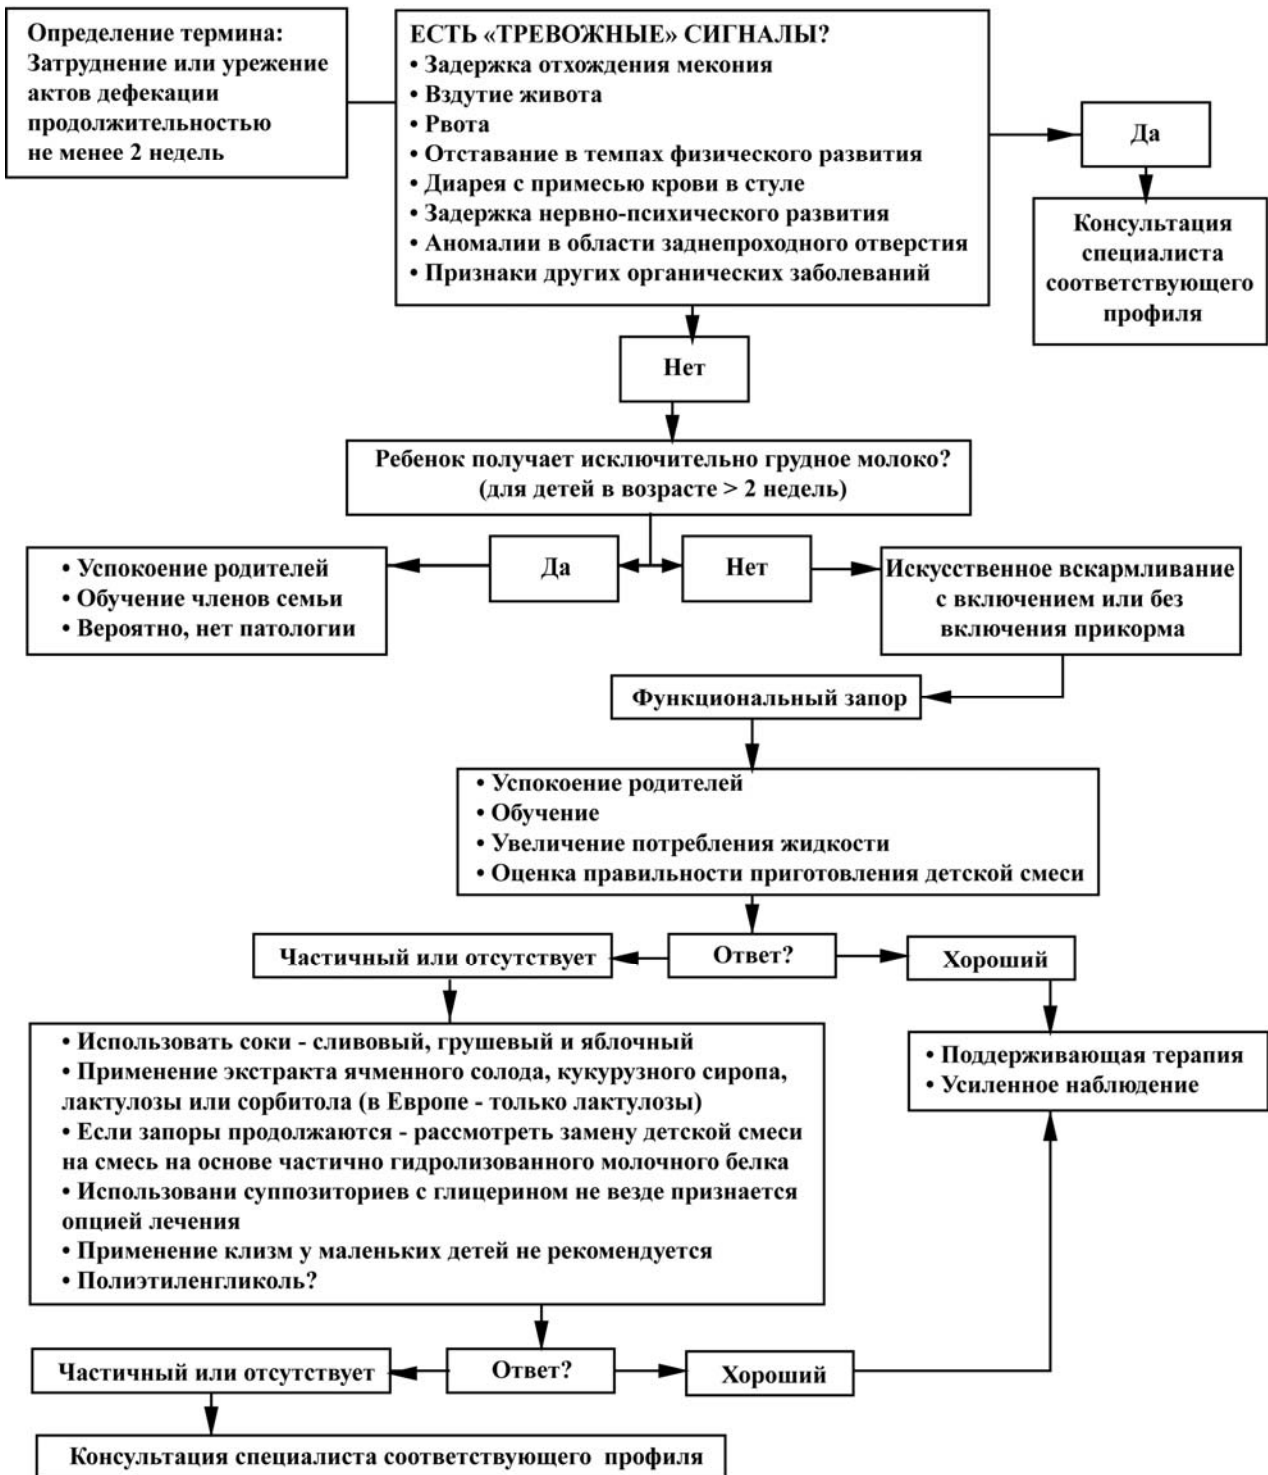 Определение термина:
Затруднение или урежение
актов дефекации
продолжительностью
не менее 2 недель
ЕСТЬ «ТРЕВОЖНЫЕ» СИГНАЛЫ?
• Задержка отхождения мекония
• Вздутие живота
• Рвота
• Отставание в темпах физического развития
• Диарея с примесью крови в стуле
• Задержка нервно-психического развития
• Аномалии в области заднепроходного отверстия
• Признаки других органических заболеваний
Да
Консультация
специалиста
соответствующего
профиля
Нет
Ребенок получает исключительно грудное молоко?
(для детей в возрасте > 2 недель)
• Успокоение родителей
• Обучение членов семьи
• Вероятно, нет патологии
Да
Нет
Искусственное вскармливание
с включением или без
включения прикорма
Функциональный запор
• Успокоение родителей
• Обучение
• Увеличение потребления жидкости
• Оценка правильности приготовления детской смеси
Частичный или отсутствует
Ответ?
Хороший
• Использовать соки - сливовый, грушевый и яблочный
• Применение экстракта ячменного солода, кукурузного сиропа,
лактулозы или сорбитола (в Европе - только лактулозы)
• Если запоры продолжаются - рассмотреть замену детской смеси
на смесь на основе частично гидролизованного молочного белка
• Использовани суппозиториев с глицерином не везде признается
опцией лечения
• Применение клизм у маленьких детей не рекомендуется
• Полиэтиленгликоль?
• Поддерживающая терапия
• Усиленное наблюдение
Частичный или отсутствует
Ответ?
Хороший
Консультация специалиста соответствующего профиля